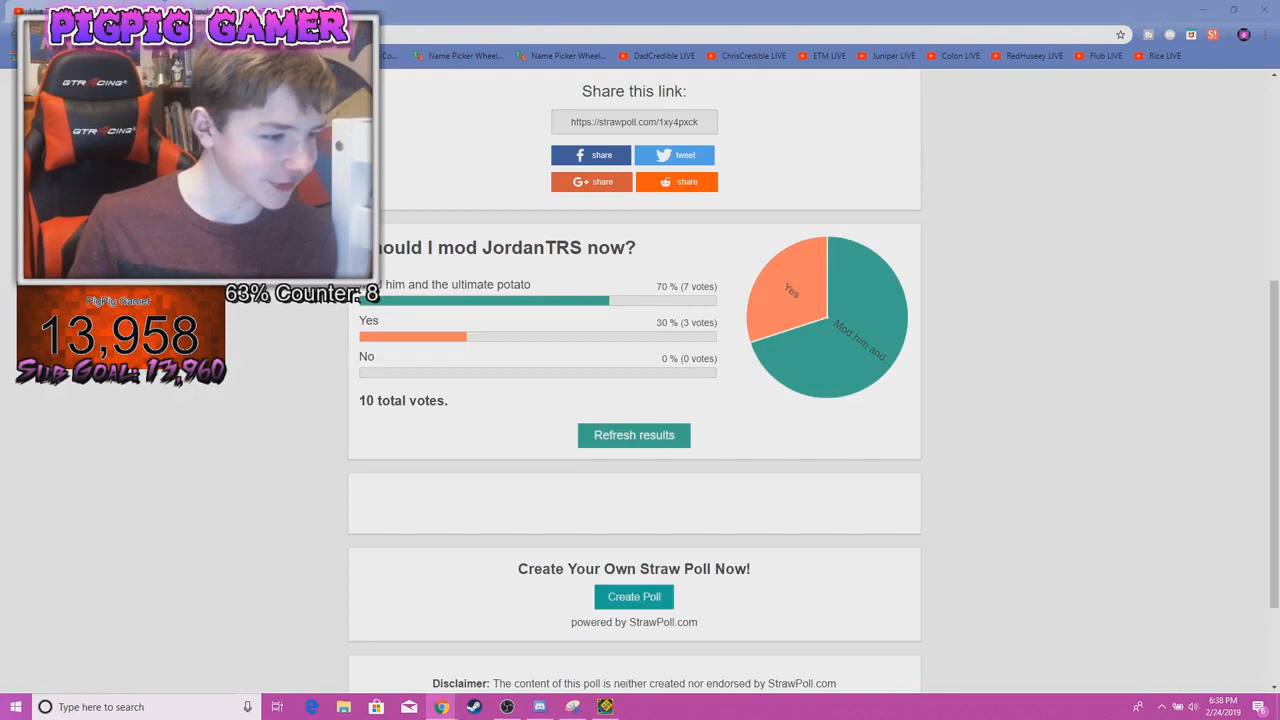 PIGPIG GAMER
GTRACING
GTRACING
PigPig Gamer
13,958
Sub Goal: 13,960
63% Counter: 8
Name Picker Wheel...
Name Picker Wheel...
DadCredible LIVE
ChrisCredible LIVE
ETM LIVE
Juniper LIVE
Colon LIVE
RedHuseey LIVE
Flub LIVE
Rice LIVE
Share this link:
https://strawpoll.com/1xy4pxck
share
tweet
G+ share
share
ould I mod JordanTRS now?
him and the ultimate potato
70 % (7 votes)
Yes
30 % (3 votes)
No
0 % (0 votes)
10 total votes.
Yes
Mod him and.
Refresh results
Create Your Own Straw Poll Now!
Create Poll
powered by StrawPoll.com
Disclaimer: The content of this poll is neither created nor endorsed by StrawPoll.com
Type here to search
6:38 PM
2/24/2019
6